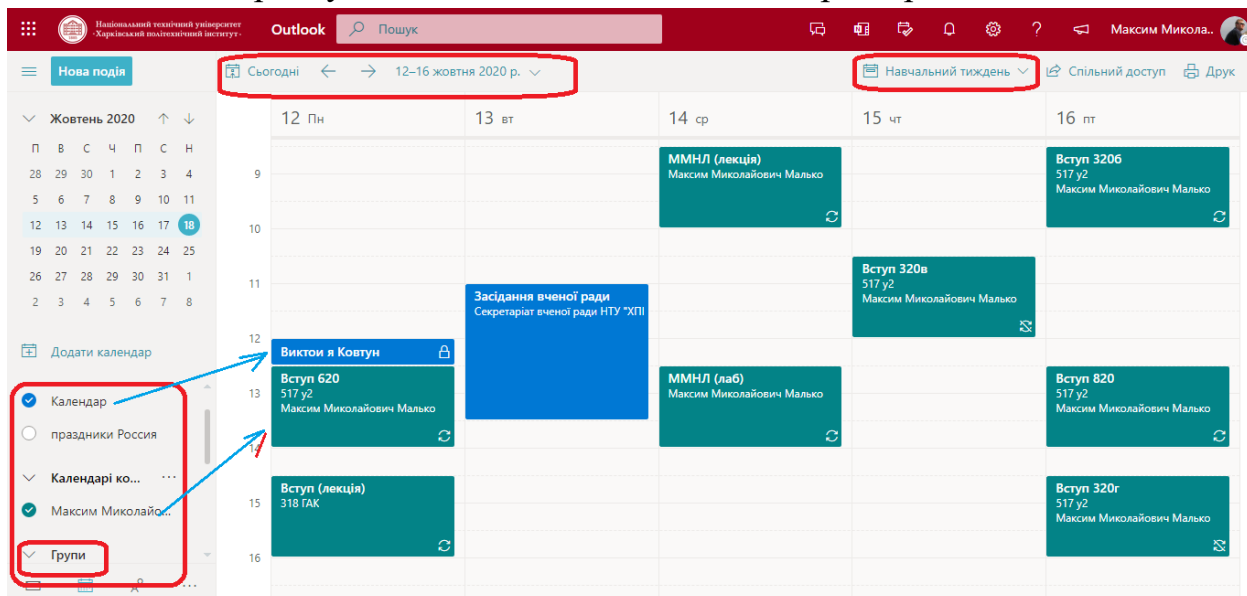 Національний технічний університет
·Харківський політехнічний інститут·
Outlook
Пошук
Максим Микола..
Нова подія
Сьогодні
12–16 жовтня 2020 р.
Навчальний тиждень
Спільний доступ
Друк
Жовтень 2020
П В С Ч П С Н
28 29 30 1 2 3 4
5 6 7 8 9 10 11
12 13 14 15 16 17 18
19 20 21 22 23 24 25
26 27 28 29 30 31 1
2 3 4 5 6 7 8
Додати календар
Календар
праздники Россия
Календарі ко... ...
Максим Миколайо...
Групи
12 Пн
13 вт
14 ср
15 чт
16 пт
9
10
11
12
13
14
15
16
Виктои я Ковтун
Вступ 620
517 у2
Максим Миколайович Малько
Вступ (лекція)
318 ГАК
Засідання вченої ради
Секретаріат вченої ради НТУ "ХПІ
ММНЛ (лекція)
Максим Миколайович Малько
ММНЛ (лаб)
Максим Миколайович Малько
Вступ 320в
517 у2
Максим Миколайович Малько
Вступ 320б
517 у2
Максим Миколайович Малько
Вступ 820
517 у2
Максим Миколайович Малько
Вступ 320г
517 у2
Максим Миколайович Малько